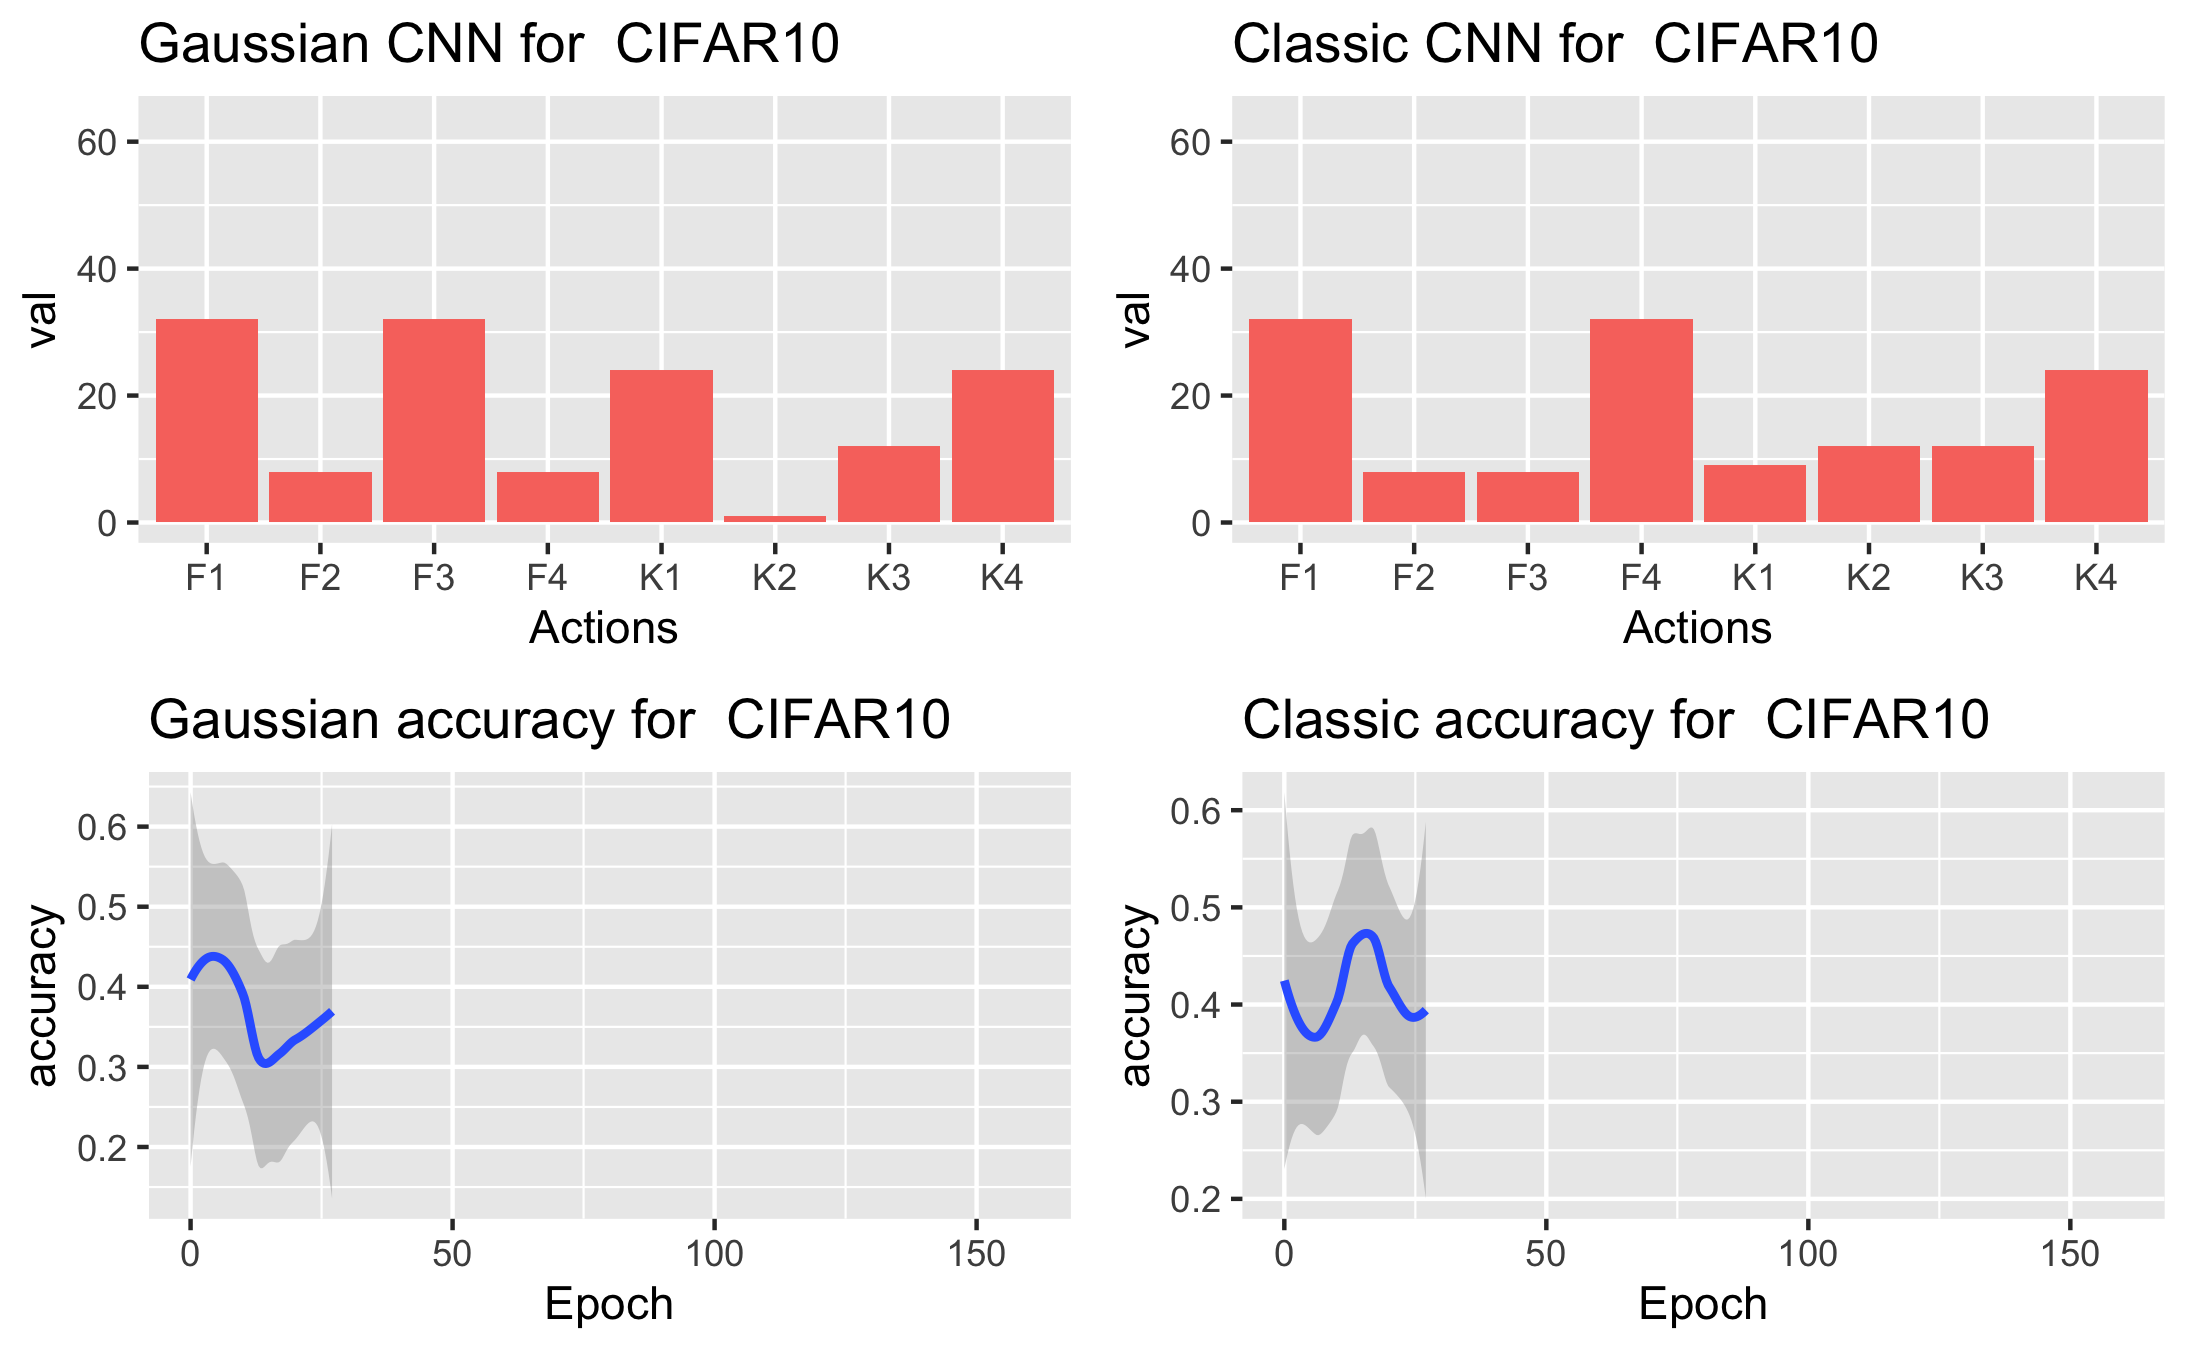 Gaussian CNN for  CIFAR10
val
60
40
20
0
F1 F2 F3 F4 K1 K2 K3 K4
Actions
Classic CNN for  CIFAR10
val
60
40
20
0
F1 F2 F3 F4 K1 K2 K3 K4
Actions
Gaussian accuracy for  CIFAR10
accuracy
0.6
0.5
0.4
0.3
0.2
0 50 100 150
Epoch
Classic accuracy for  CIFAR10
accuracy
0.6
0.5
0.4
0.3
0.2
0 50 100 150
Epoch